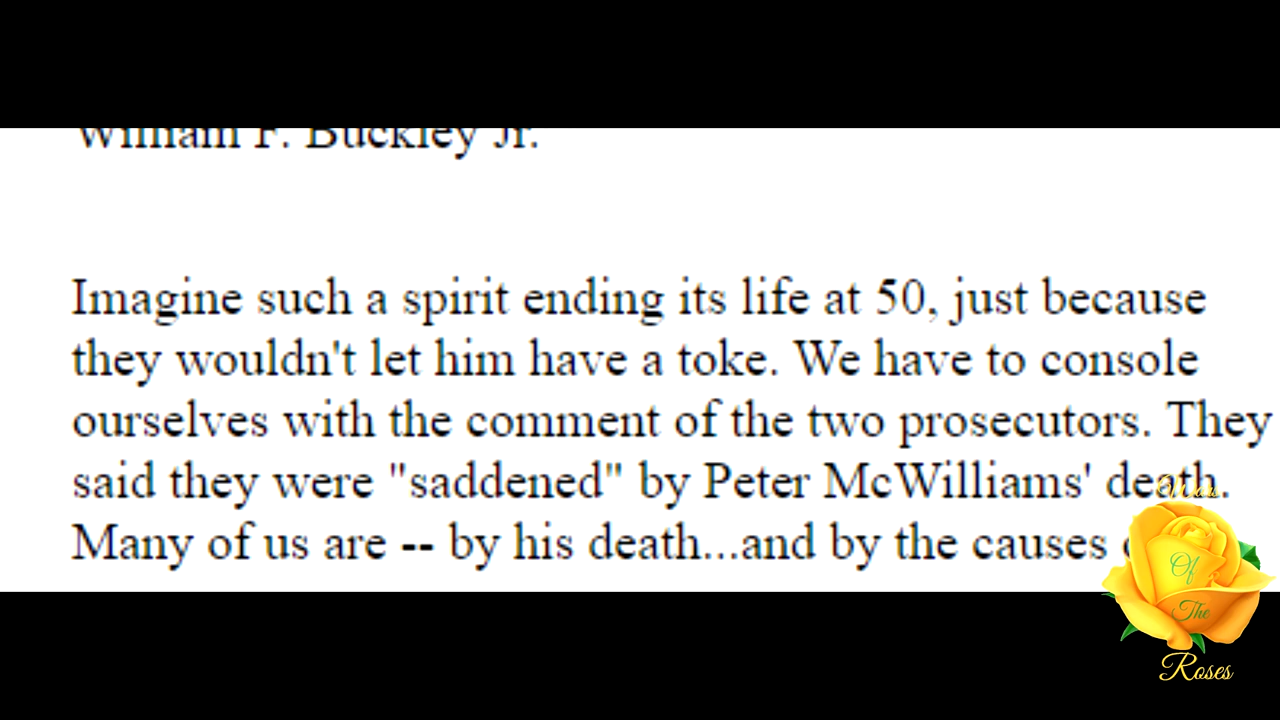 William F. Buckley Jr.
Imagine such a spirit ending its life at 50, just because
they wouldn't let him have a toke. We have to console
ourselves with the comment of the two prosecutors. They
said they were "saddened" by Peter McWilliams' death.
Many of us are -- by his death...and by the causes
Wars
Of
The
Roses